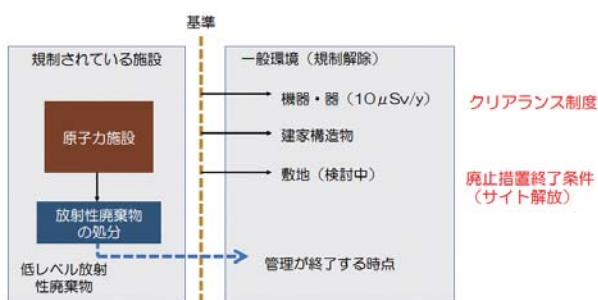 基準
規制されている施設
原子力施設
放射性廃棄物
の処分
低レベル放射
性廃棄物
一般環境（規制解除）
機器・器（10μSv/y）
建家構造物
敷地（検討中）
管理が終了する時点
クリアランス制度
廃止措置終了条件
（サイト解放）